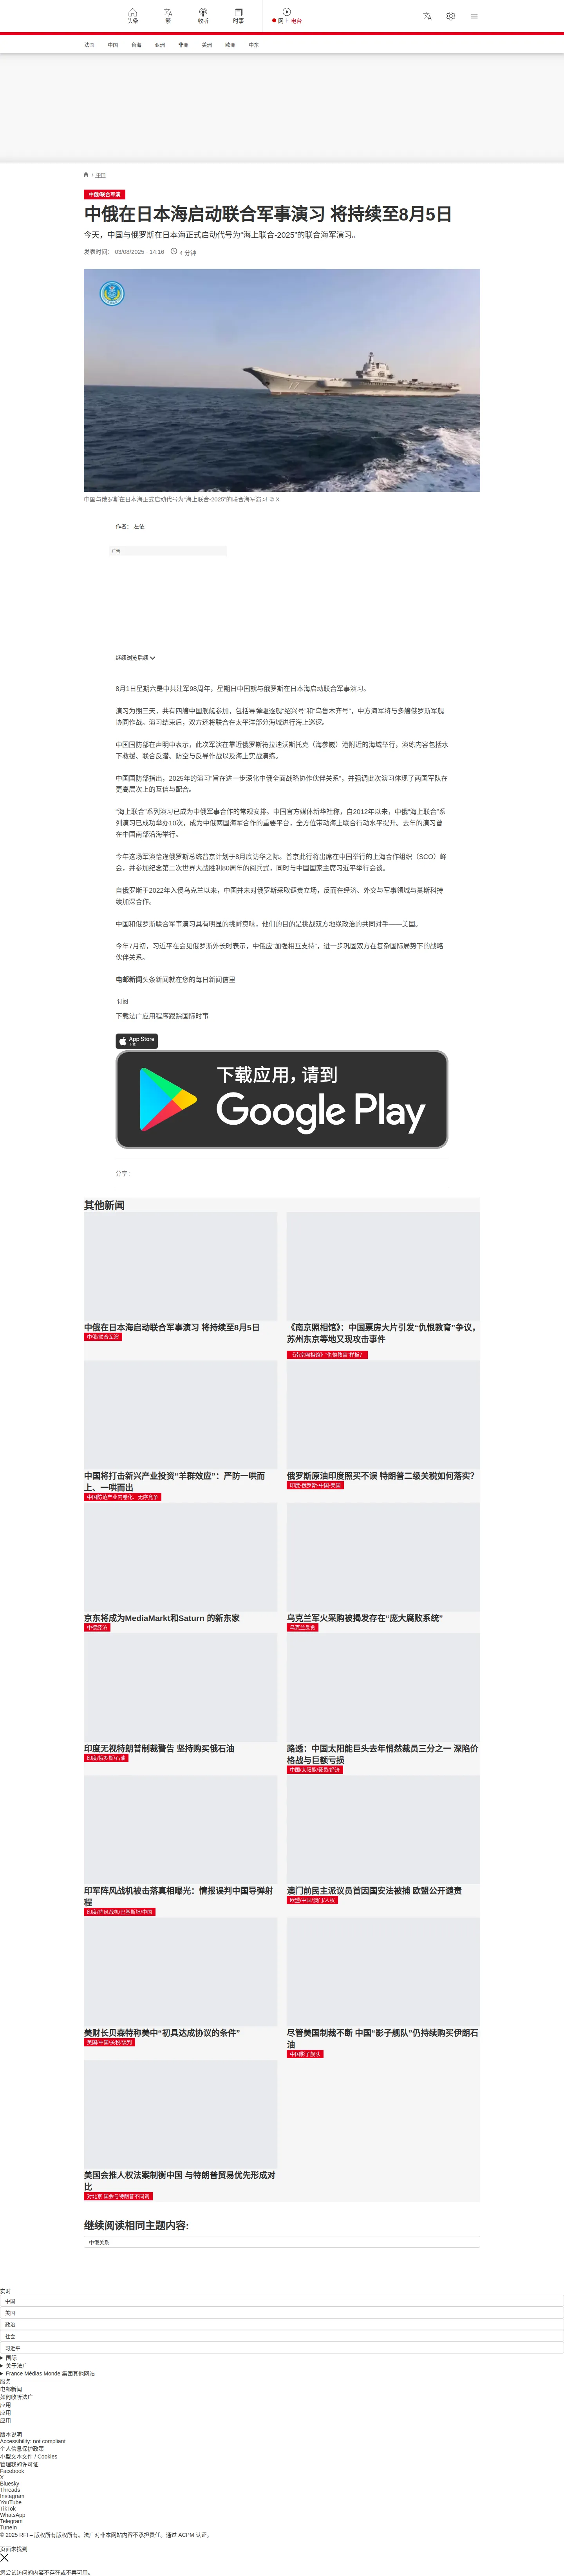 头条
繁
收听
时事
网上 电台
法国
中国
台海
亚洲
非洲
美洲
欧洲
中东
/ 中国
中俄/联合军演
中俄在日本海启动联合军事演习 将持续至8月5日
今天，中国与俄罗斯在日本海正式启动代号为“海上联合-2025”的联合海军演习。
发表时间： 03/08/2025 - 14:16
4 分钟
中国与俄罗斯在日本海正式启动代号为“海上联合-2025”的联合海军演习 © X
作者： 左依
广告
继续浏览后续
8月1日星期六是中共建军98周年，星期日中国就与俄罗斯在日本海启动联合军事演习。
演习为期三天，共有四艘中国舰艇参加，包括导弹驱逐舰“绍兴号”和“乌鲁木齐号”，中方海军将与多艘俄罗斯军舰
协同作战。演习结束后，双方还将联合在太平洋部分海域进行海上巡逻。
中国国防部在声明中表示，此次军演在靠近俄罗斯符拉迪沃斯托克（海参崴）港附近的海域举行，演练内容包括水
下救援、联合反潜、防空与反导作战以及海上实战演练。
中国国防部指出，2025年的演习“旨在进一步深化中俄全面战略协作伙伴关系”，并强调此次演习体现了两国军队在
更高层次上的互信与配合。
“海上联合”系列演习已成为中俄军事合作的常规安排。中国官方媒体新华社称，自2012年以来，中俄“海上联合”系
列演习已成功举办10次，成为中俄两国海军合作的重要平台，全方位带动海上联合行动水平提升。去年的演习曾
在中国南部沿海举行。
今年这场军演恰逢俄罗斯总统普京计划于8月底访华之际。普京此行将出席在中国举行的上海合作组织（SCO）峰
会，并参加纪念第二次世界大战胜利80周年的阅兵式，同时与中国国家主席习近平举行会谈。
自俄罗斯于2022年入侵乌克兰以来，中国并未对俄罗斯采取谴责立场，反而在经济、外交与军事领域与莫斯科持
续加深合作。
中国和俄罗斯联合军事演习具有明显的挑衅意味，他们的目的是挑战双方地缘政治的共同对手——美国。
今年7月初，习近平在会见俄罗斯外长时表示，中俄应“加强相互支持”，进一步巩固双方在复杂国际局势下的战略
伙伴关系。
电邮新闻头条新闻就在您的每日新闻信里
订阅
下载法广应用程序跟踪国际时事
App Store
下载
下载应用，请到
Google Play
分享 :
其他新闻
中俄在日本海启动联合军事演习 将持续至8月5日
中俄/联合军演
《南京照相馆》：中国票房大片引发“仇恨教育”争议，
苏州东京等地又现攻击事件
《南京照相馆》“仇恨教育”样板？
中国将打击新兴产业投资“羊群效应”： 严防一哄而
上、一哄而出
中国防范产业内卷化、无序竞争
俄罗斯原油印度照买不误 特朗普二级关税如何落实？
印度-俄罗斯-中国-美国
京东将成为MediaMarkt和Saturn 的新东家
中德经济
乌克兰军火采购被揭发存在“庞大腐败系统”
乌克兰反贪
印度无视特朗普制裁警告 坚持购买俄石油
印度/俄罗斯/石油
路透：中国太阳能巨头去年悄然裁员三分之一 深陷价
格战与巨额亏损
中国/太阳能/裁员/经济
印军阵风战机被击落真相曝光：情报误判中国导弹射
程
印度/阵风战机/巴基斯坦/中国
澳门前民主派议员首因国安法被捕 欧盟公开谴责
欧盟/中国/澳门/人权
美财长贝森特称美中“初具达成协议的条件”
美国/中国/关税/谈判
尽管美国制裁不断 中国“影子舰队”仍持续购买伊朗石
油
中国影子舰队
美国会推人权法案制衡中国 与特朗普贸易优先形成对
比
对北京 国会与特朗普不同调
继续阅读相同主题内容:
中俄关系
实时
中国
美国
政治
社会
习近平
国际
关于法广
France Médias Monde 集团其他网站
服务
电邮新闻
如何收听法广
应用
应用
应用
版本说明
Accessibility: not compliant
个人信息保护政策
小型文本文件 / Cookies
管理我的许可证
Facebook
X
Bluesky
Threads
Instagram
YouTube
TikTok
WhatsApp
Telegram
TuneIn
© 2025 RFI – 版权所有版权所有。法广对非本网站内容不承担责任。通过 ACPM 认证。
页面未找到
您尝试访问的内容不存在或不再可用。